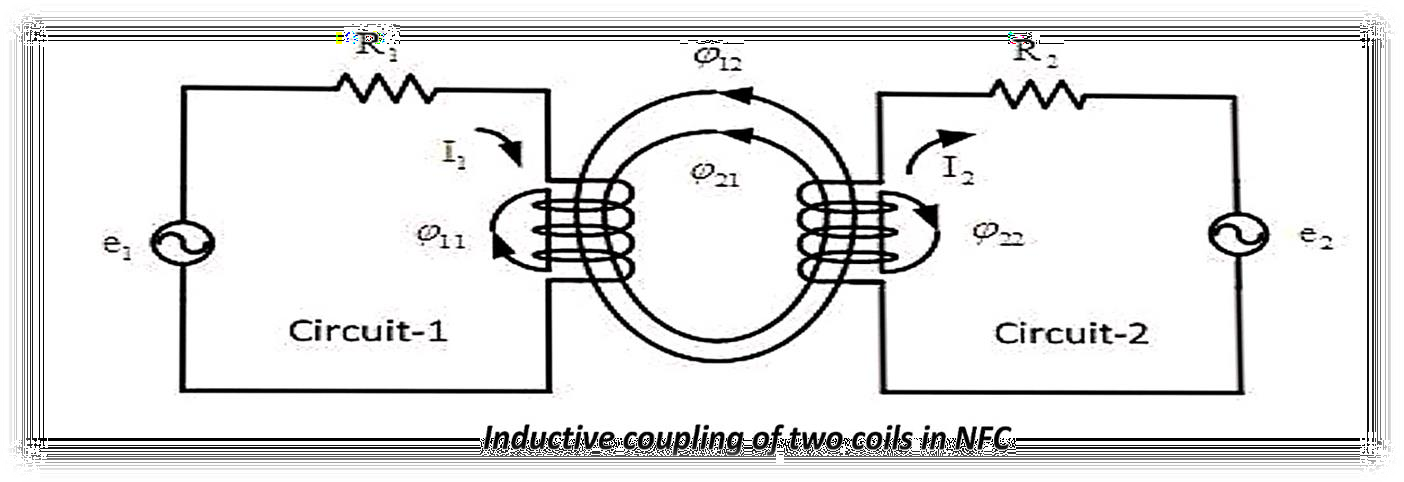 R₁
φ₁₂
R₂
I₁
φ₂₁
I₂
e₁
φ₁₁
φ₂₂
e₂
Circuit-1
Circuit-2
Inductive coupling of two coils in NFC